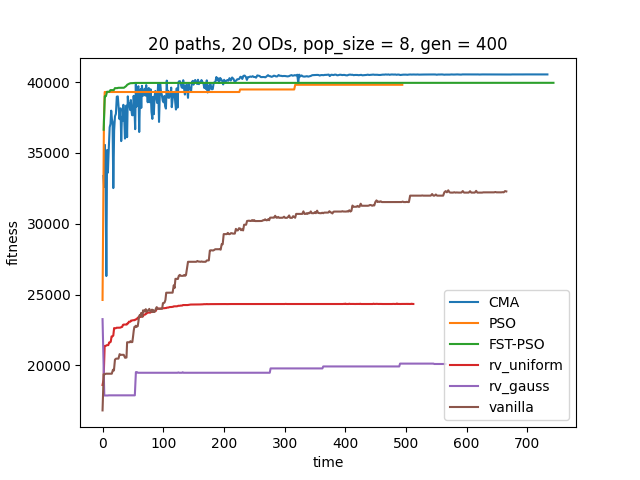 20 paths, 20 ODs, pop_size = 8, gen = 400
fitness
40000
35000
30000
25000
20000
CMA
PSO
FST-PSO
rv_uniform
rv_gauss
vanilla
0 100 200 300 400 500 600 700
time